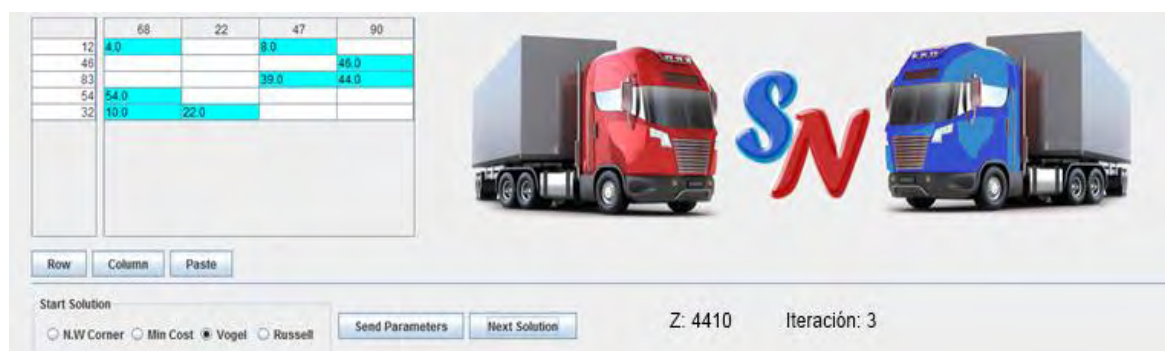 68 22 47 90
12 4.0 8.0
46 46.0
83 39.0 44.0
54 54.0
32 10.0 22.0
SN
Row Column Paste
Start Solution
N.W Corner Min Cost Vogel Russell Send Parameters Next Solution Z: 4410 Iteración: 3